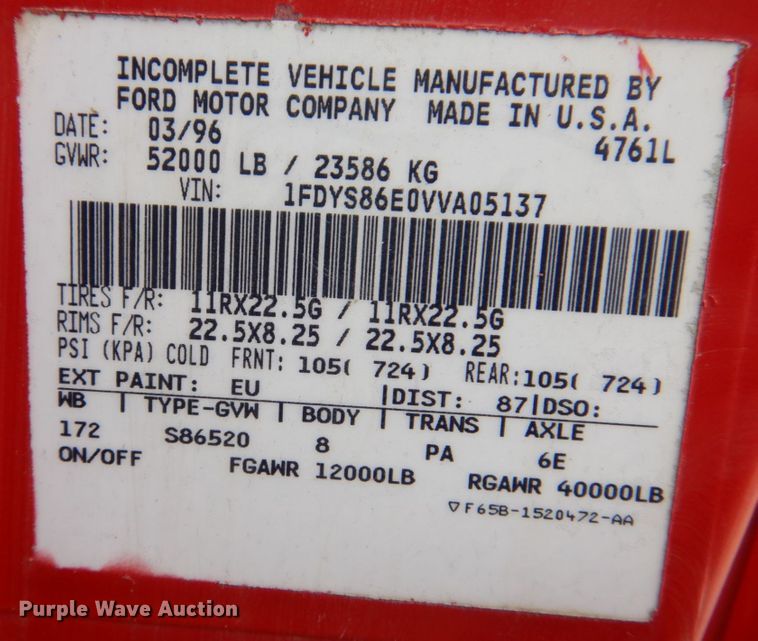 INCOMPLETE VEHICLE MANUFACTURED BY
FORD MOTOR COMPANY MADE IN U.S.A.
DATE: 03/96 4761L
GVWR: 52000 LB / 23586 KG
VIN: 1FDYS86E0VVA05137
TIRES F/R: 11RX22.5G / 11RX22.5G
RIMS F/R: 22.5X8.25 / 22.5X8.25
PSI (KPA) COLD FRNT: 105( 724) REAR:105( 724)
EXT PAINT: EU |DIST: 87|DSO:
WB | TYPE-GVW | BODY | TRANS | AXLE
172 S86520 8 PA 6E
ON/OFF FGAWR 12000LB RGAWR 40000LB
▽F65B-1520472-AA
Purple Wave Auction